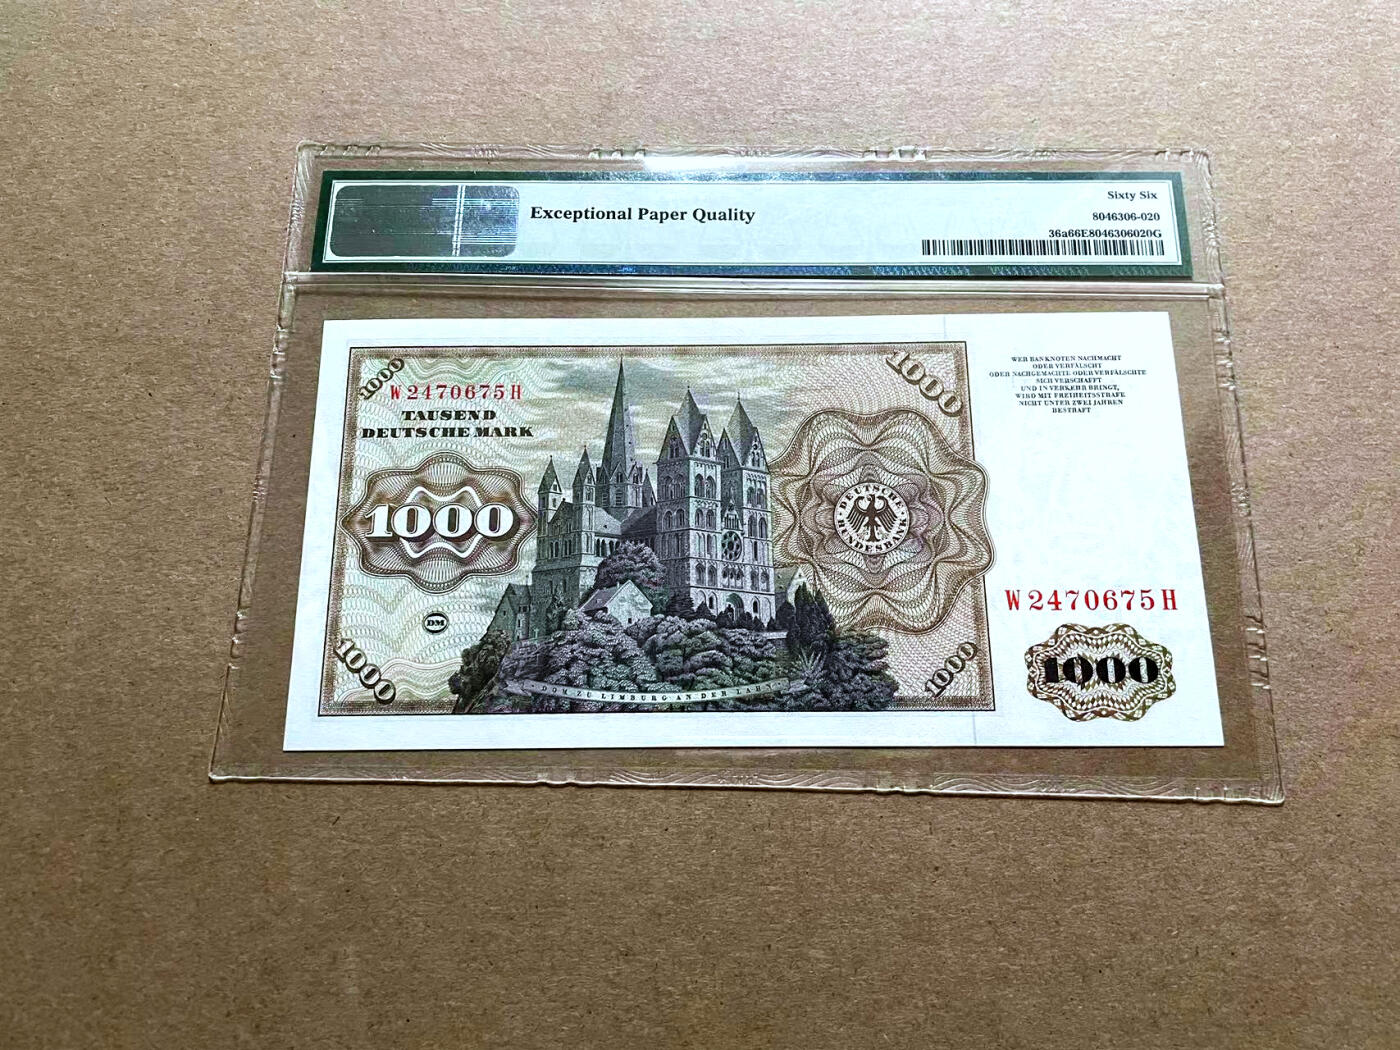 Exceptional Paper Quality
Sixty Six
8046306-020
36a66E8046306020G
1000
W2470675H
TAUSEND
DEUTSCHE MARK
1000
DM
1000
DOM ZU LIMBURG AN DER LAHN
1000
DEUTSCHE
BUNDESBANK
1000
WER BANKNOTEN NACHMACHT
ODER VERFÄLSCHT
ODER NACHGEMACHTE ODER VERFÄLSCHTE
SICH VERSCHAFFT
UND IN VERKEHR BRINGT,
WIRD MIT FREIHEITSSTRAFE
NICHT UNTER ZWEI JAHREN
BESTRAFT
W2470675H
1000